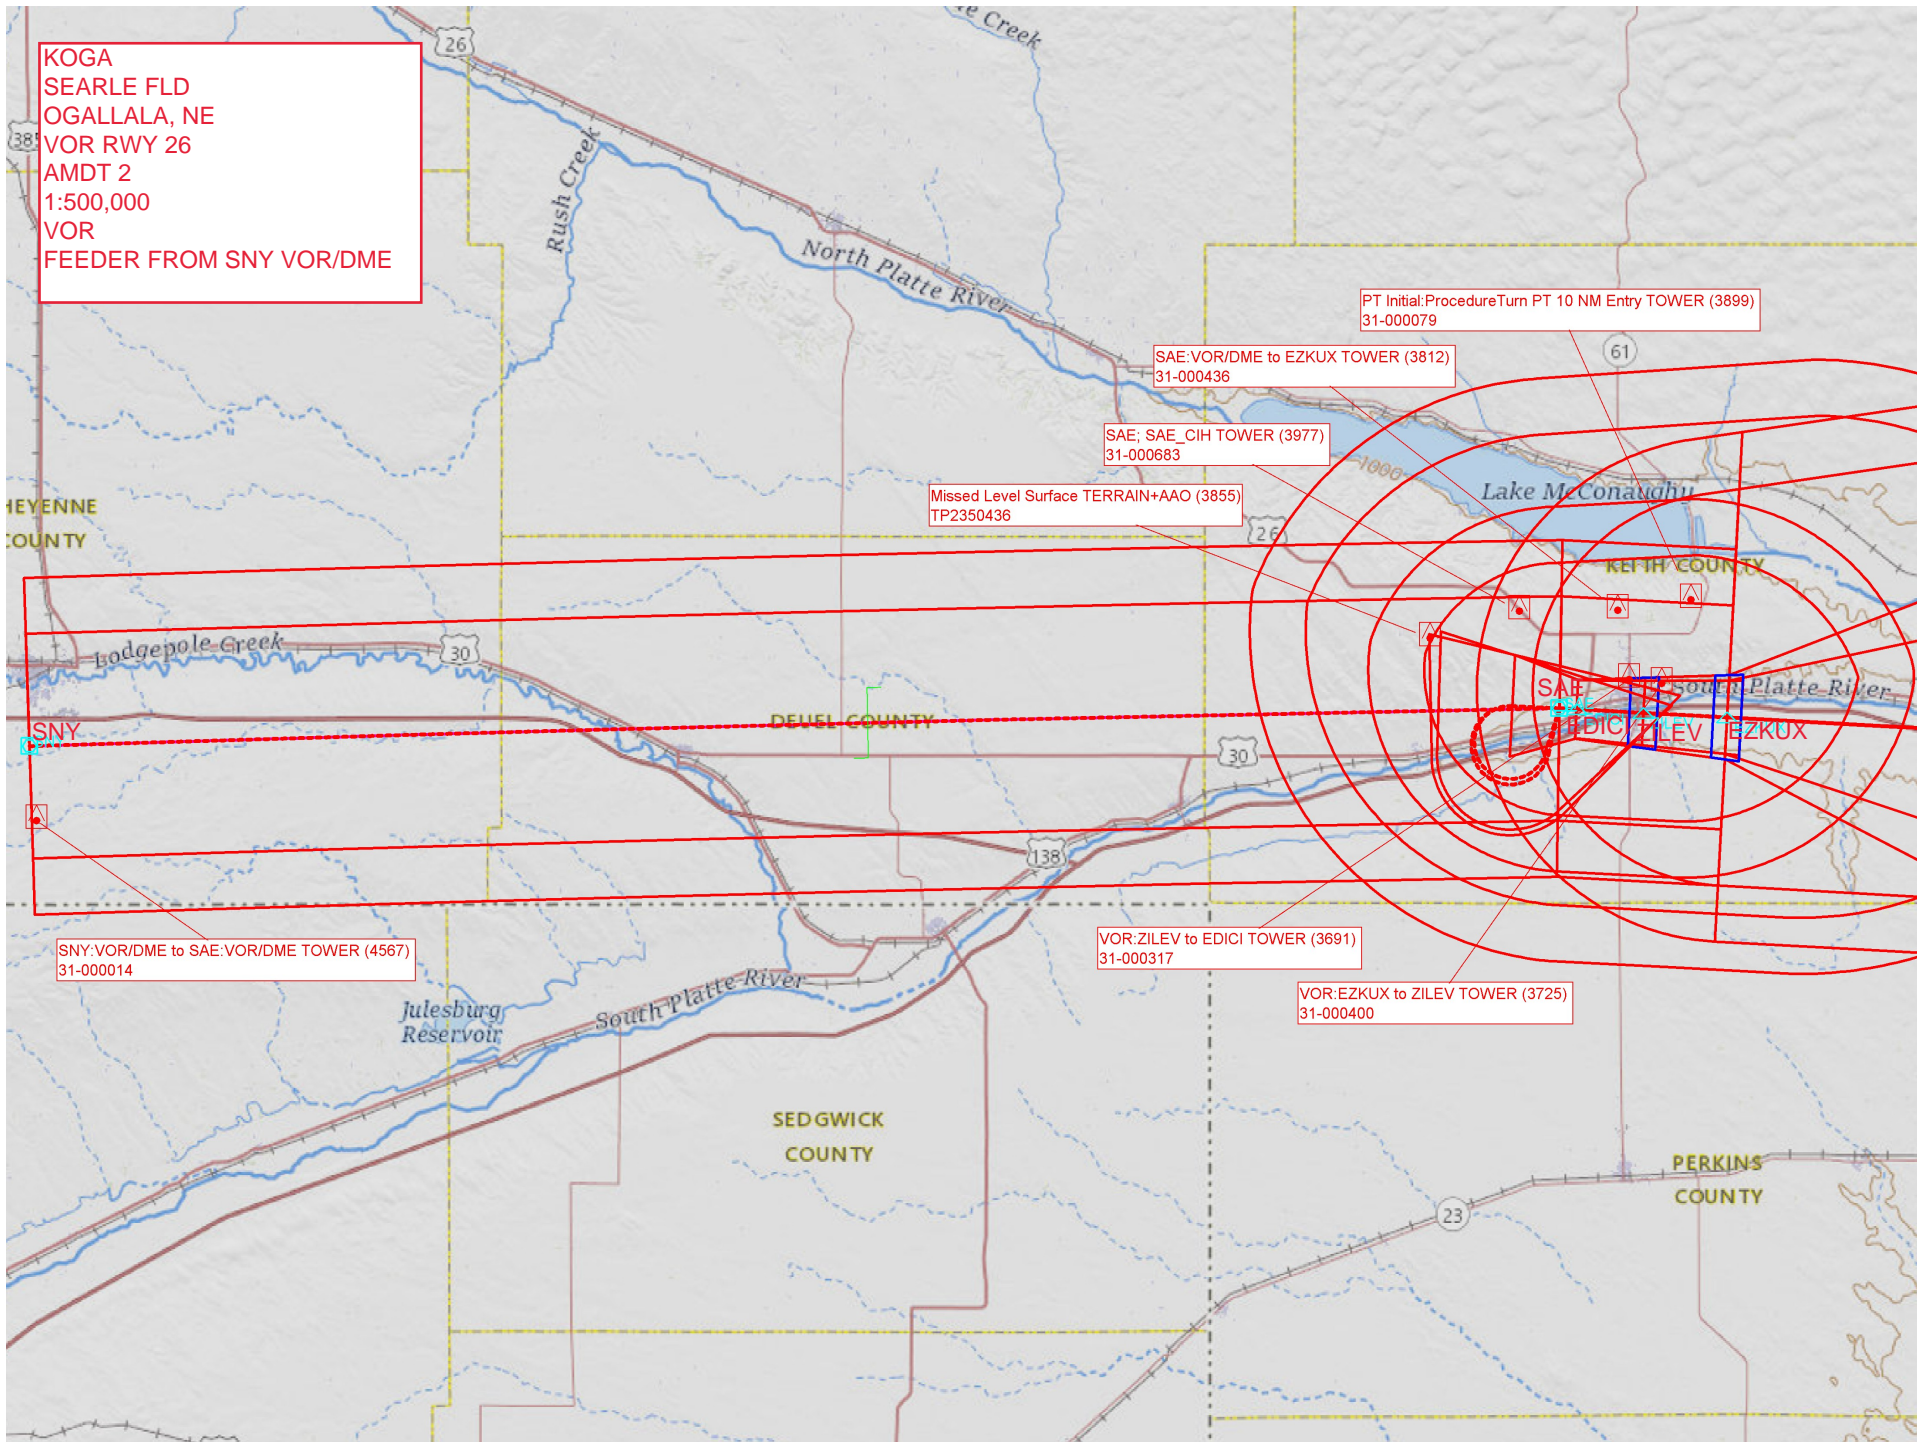 KOGA
SEARLE FLD
OGALLALA, NE
VOR RWY 26
AMDT 2
1:500,000
VOR
FEEDER FROM SNY VOR/DME
26
385
Rush Creek
North Platte River
PT Initial:ProcedureTurn PT 10 NM Entry TOWER (3899)
31-000079
61
SAE:VOR/DME to EZKUX TOWER (3812)
31-000436
SAE; SAE_CIH TOWER (3977)
31-000683
1000
Lake McConaughy
Missed Level Surface TERRAIN+AAO (3855)
TP2350436
26
HEYENNE
COUNTY
KEITH COUNTY
Lodgepole Creek
30
SAE
South Platte River
SNY
DEUEL COUNTY
EDICI
ZILEV
EZKUX
30
138
SNY:VOR/DME to SAE:VOR/DME TOWER (4567)
31-000014
VOR:ZILEV to EDICI TOWER (3691)
31-000317
VOR:EZKUX to ZILEV TOWER (3725)
31-000400
South Platte River
Julesburg
Reservoir
SEDGWICK
COUNTY
PERKINS
COUNTY
23